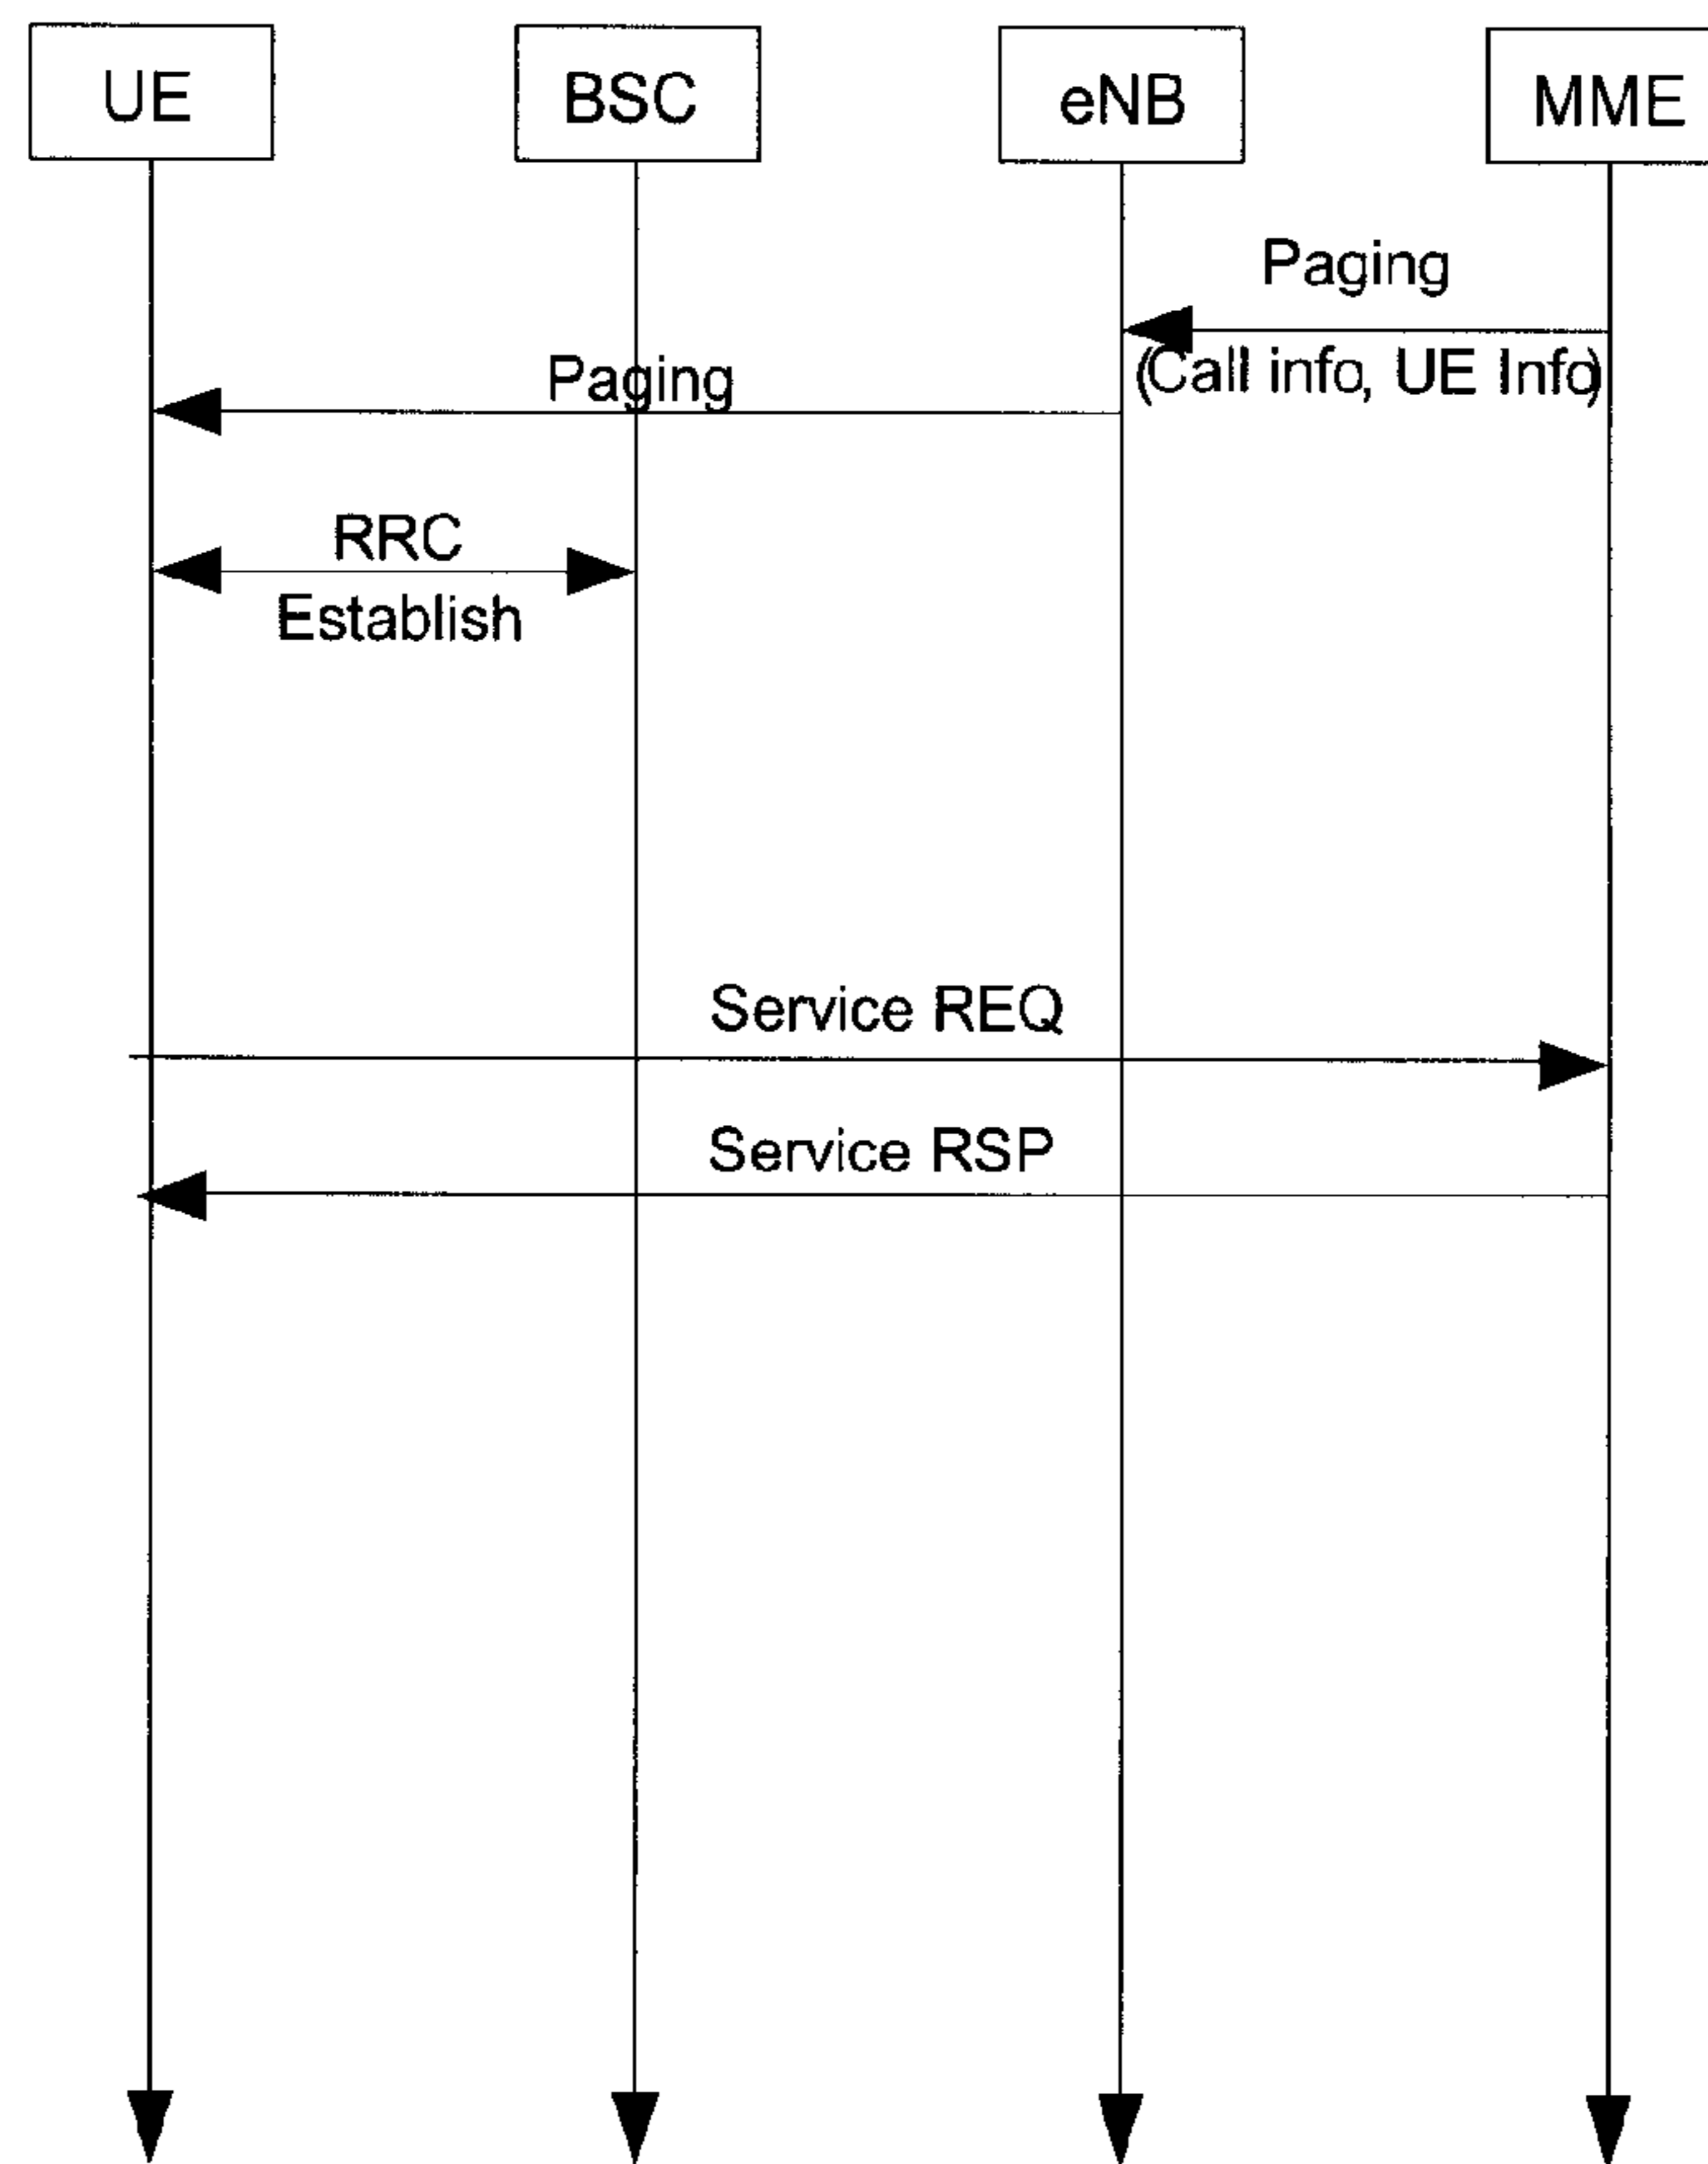 UE
BSC
eNB
MME
Paging
(Call info, UE Info)
Paging
RRC
Establish
Service REQ
Service RSP